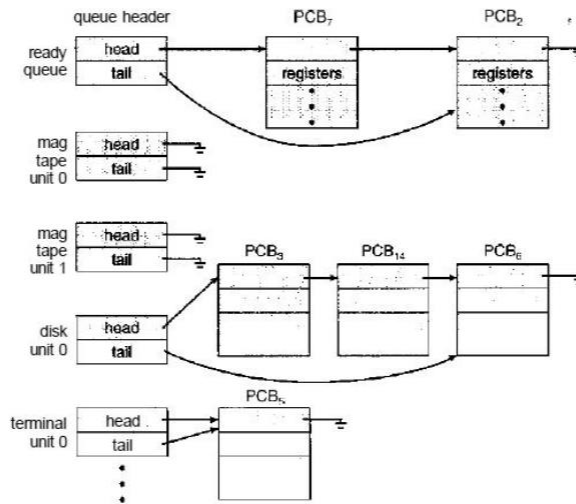 queue header PCB7 PCB2
ready queue
head
tail
registers registers
mag tape unit 0
head
tail
mag tape unit 1
head
tail
PCB3 PCB14 PCB6
disk unit 0
head
tail
PCB5
terminal unit 0
head
tail